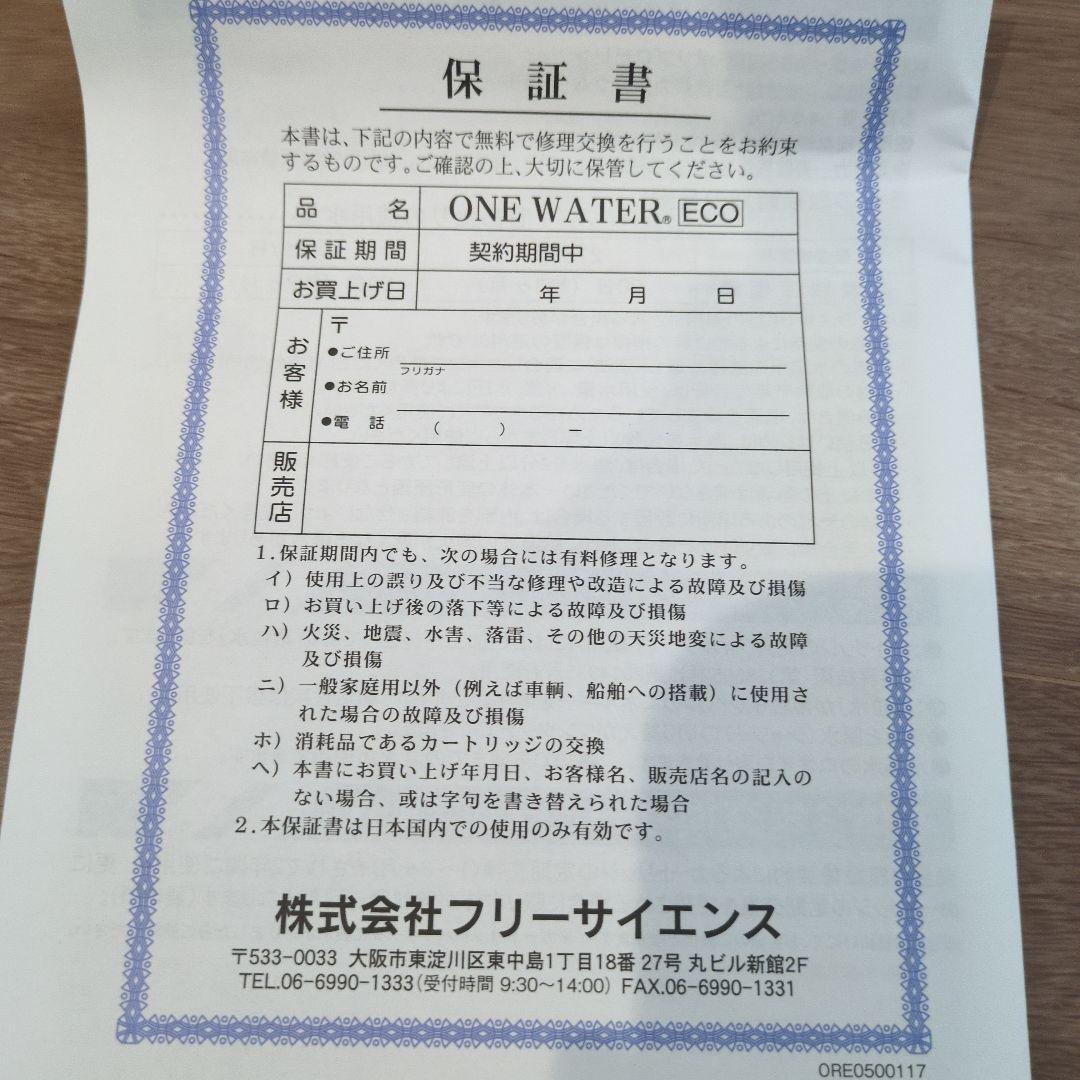 保証書
本書は、下記の内容で無料で修理交換を行うことをお約束
するものです。ご確認の上、大切に保管してください。
品名 ONE WATER® ECO
保証期間 契約期間中
お買上げ日 年 月 日
お客様
〒
●ご住所
フリガナ
●お名前
●電話 ( ) −
販売店
1.保証期間内でも、次の場合には有料修理となります。
イ）使用上の誤り及び不当な修理や改造による故障及び損傷
ロ）お買い上げ後の落下等による故障及び損傷
ハ）火災、地震、水害、落雷、その他の天災地変による故障
及び損傷
ニ）一般家庭用以外（例えば車輌、船舶への搭載）に使用さ
れた場合の故障及び損傷
ホ）消耗品であるカートリッジの交換
ヘ）本書にお買い上げ年月日、お客様名、販売店名の記入の
ない場合、或は字句を書き替えられた場合
2.本保証書は日本国内での使用のみ有効です。
株式会社フリーサイエンス
〒533-0033 大阪市東淀川区東中島1丁目18番27号 丸ビル新館2F
TEL.06-6990-1333(受付時間 9:30～14:00) FAX.06-6990-1331
ORE0500117